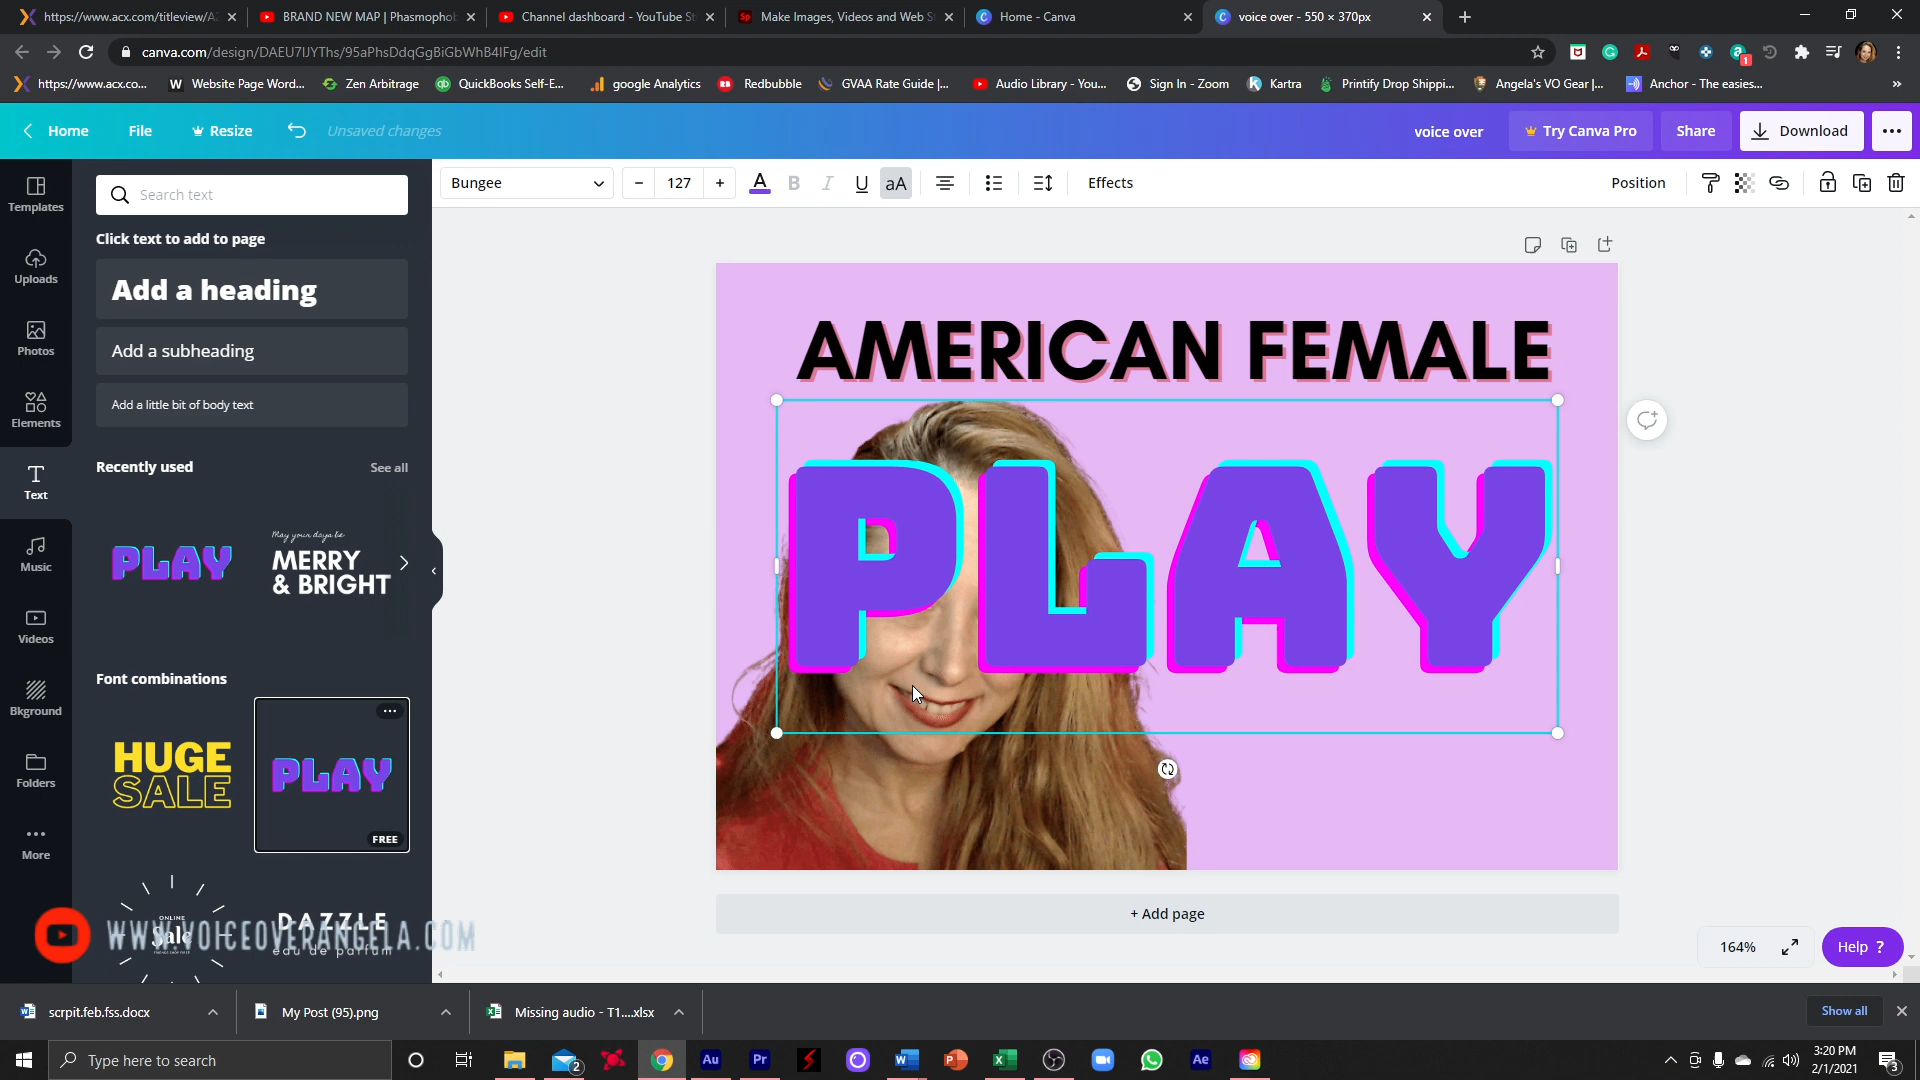 https://www.acx.com/titleview/A
BRAND NEW MAP | Phasmophob
Channel dashboard - YouTube St
Make Images, Videos and Web S
Home - Canva
voice over - 550 × 370px
canva.com/design/DAEU7IJYThs/95aPhsDdqGgBiGbWhB4IFg/edit
1
https://www.acx.co...
Website Page Word...
Zen Arbitrage
QuickBooks Self-E...
google Analytics
Redbubble
GVAA Rate Guide |...
Audio Library - You...
Sign In - Zoom
Kartra
Printify Drop Shippi...
Angela's VO Gear |...
Anchor - The easies...
Home
File
Resize
Unsaved changes
voice over
Try Canva Pro
Share
Download
Templates
Uploads
Photos
Elements
Text
Music
Videos
Bkground
Folders
More
Search text
Click text to add to page
Add a heading
Add a subheading
Add a little bit of body text
Recently used
See all
PLAY
May your days be
MERRY
& BRIGHT
Font combinations
HUGE
SALE
PLAY
FREE
ONLINE
Sale
DAZZLE
eau de parfum
WWW.VOICEOVERANGELA.COM
Bungee
- 127 +
A B I U aA
Effects
Position
AMERICAN FEMALE
PLAY
+ Add page
164%
Help ?
scrpit.feb.fss.docx
My Post (95).png
Missing audio - T1....xlsx
Show all
Type here to search
2
Au
Pr
Ae
3:20 PM
2/1/2021
3